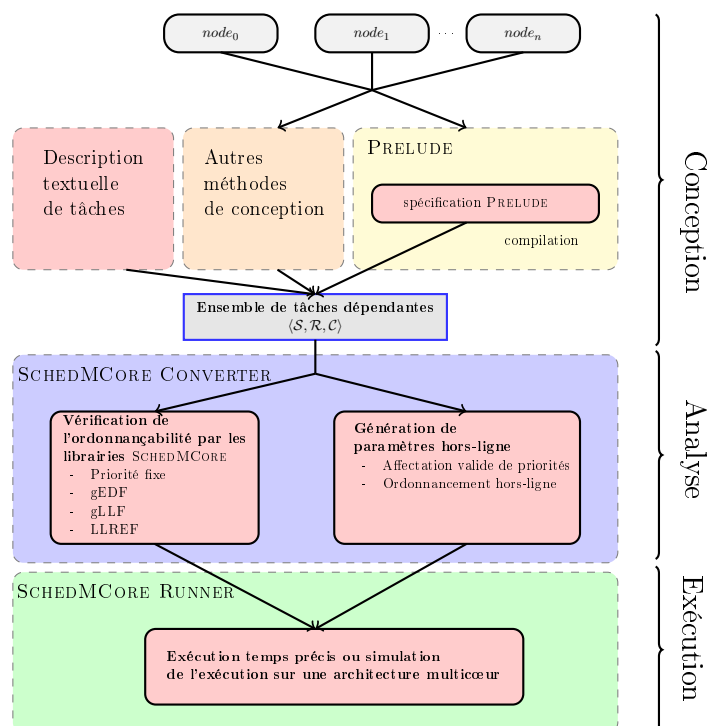 node0
node1
...
noden
Description
textuelle
de tâches
Autres
méthodes
de conception
PRELUDE
spécification PRELUDE
compilation
Conception
Ensemble de tâches dépendantes
⟨S, R, C⟩
SCHEDMCORE CONVERTER
Vérification de
l'ordonnançabilité par les
librairies SCHEDMCORE
- Priorité fixe
- gEDF
- gLLF
- LLREF
Génération de
paramètres hors-ligne
- Affectation valide de priorités
- Ordonnancement hors-ligne
Analyse
SCHEDMCORE RUNNER
Exécution temps précis ou simulation
de l'exécution sur une architecture multicœur
Exécution